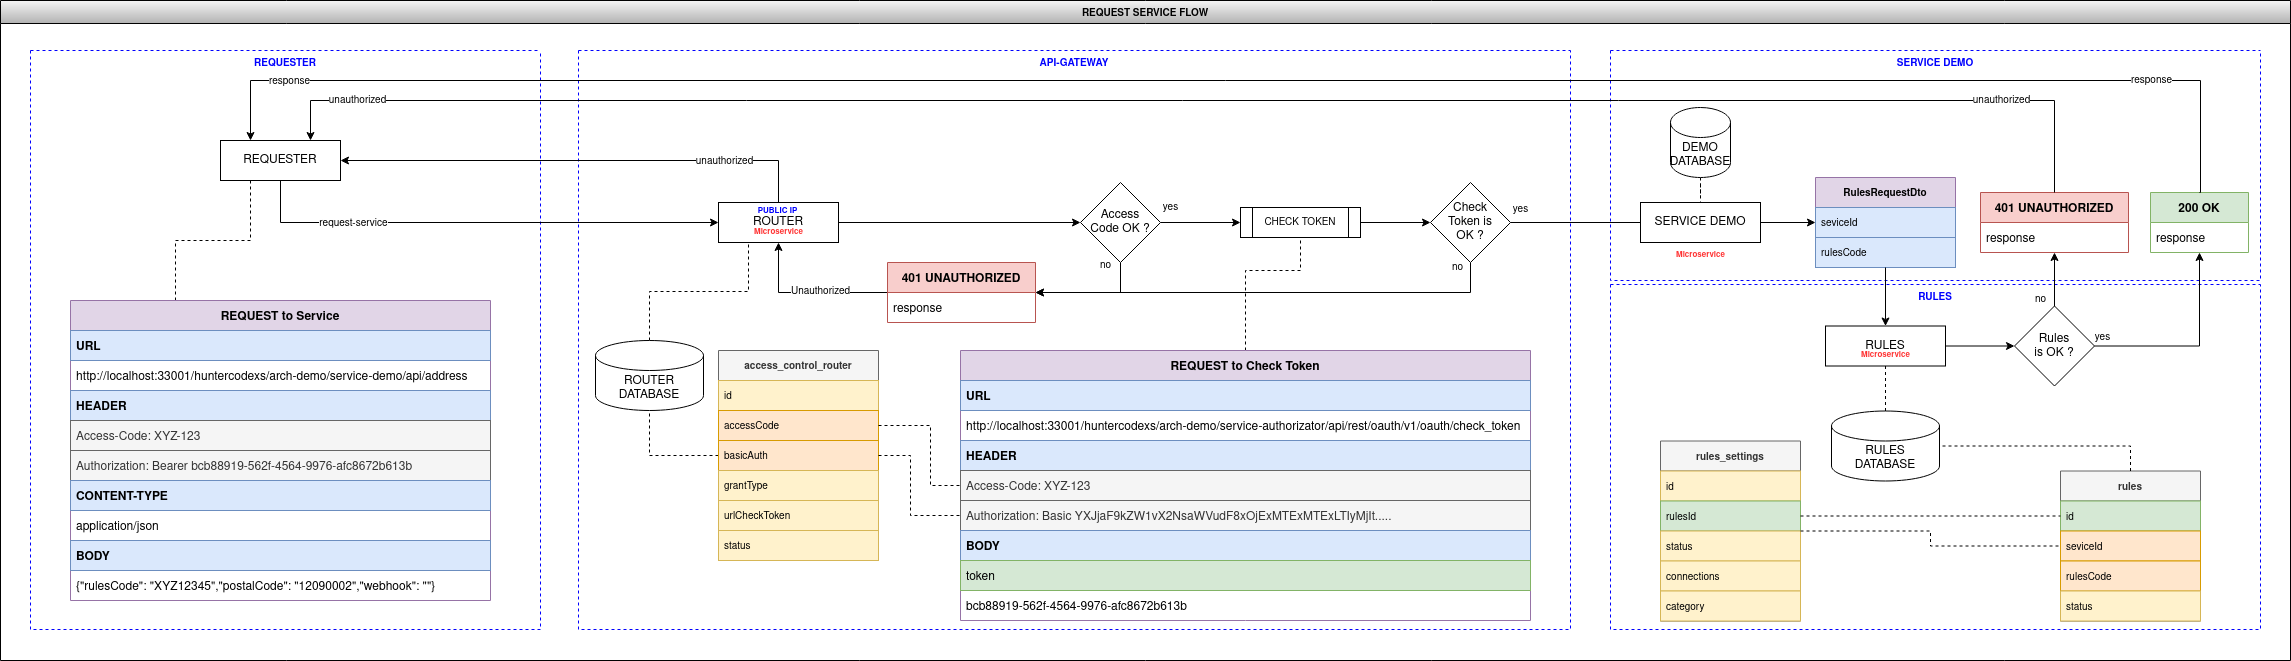 REQUEST SERVICE FLOW
REQUESTER
response
unauthorized
REQUESTER
request-service
REQUEST to Service
URL
http://localhost:33001/huntercodexs/arch-demo/service-demo/api/address
HEADER
Access-Code: XYZ-123
Authorization: Bearer bcb88919-562f-4564-9976-afc8672b613b
CONTENT-TYPE
application/json
BODY
{"rulesCode": "XYZ12345","postalCode": "12090002","webhook": ""}
API-GATEWAY
unauthorized
PUBLIC IP
ROUTER
Microservice
Access
Code OK ?
yes
no
CHECK TOKEN
Check
Token is
OK ?
yes
no
401 UNAUTHORIZED
response
Unauthorized
ROUTER
DATABASE
access_control_router
id
accessCode
basicAuth
grantType
urlCheckToken
status
REQUEST to Check Token
URL
http://localhost:33001/huntercodexs/arch-demo/service-authorizator/api/rest/oauth/v1/oauth/check_token
HEADER
Access-Code: XYZ-123
Authorization: Basic YXJjaF9kZW1vX2NsaWVudF8xOjExMTExMTExLTIyMjIt.....
BODY
token
bcb88919-562f-4564-9976-afc8672b613b
SERVICE DEMO
response
unauthorized
DEMO
DATABASE
SERVICE DEMO
Microservice
RulesRequestDto
seviceId
rulesCode
401 UNAUTHORIZED
response
200 OK
response
RULES
RULES
Microservice
Rules
is OK ?
no
yes
RULES
DATABASE
rules_settings
id
rulesId
status
connections
category
rules
id
seviceId
rulesCode
status